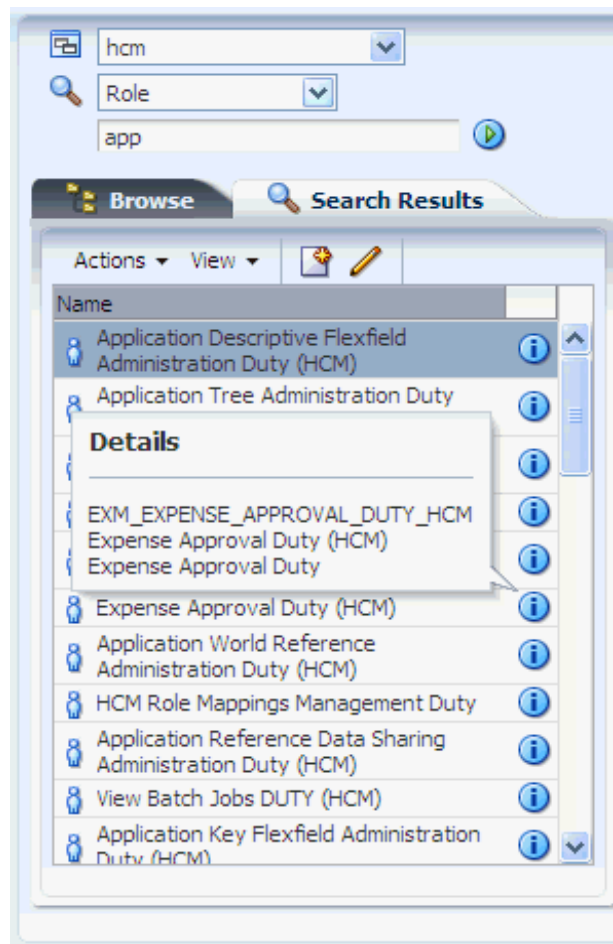 hcm
Role
app
Browse
Search Results
Actions View
Name
Application Descriptive Flexfield
Administration Duty (HCM)
Application Tree Administration Duty
Details
EXM_EXPENSE_APPROVAL_DUTY_HCM
Expense Approval Duty (HCM)
Expense Approval Duty
Expense Approval Duty (HCM)
Application World Reference
Administration Duty (HCM)
HCM Role Mappings Management Duty
Application Reference Data Sharing
Administration Duty (HCM)
View Batch Jobs DUTY (HCM)
Application Key Flexfield Administration
Duty (HCM)